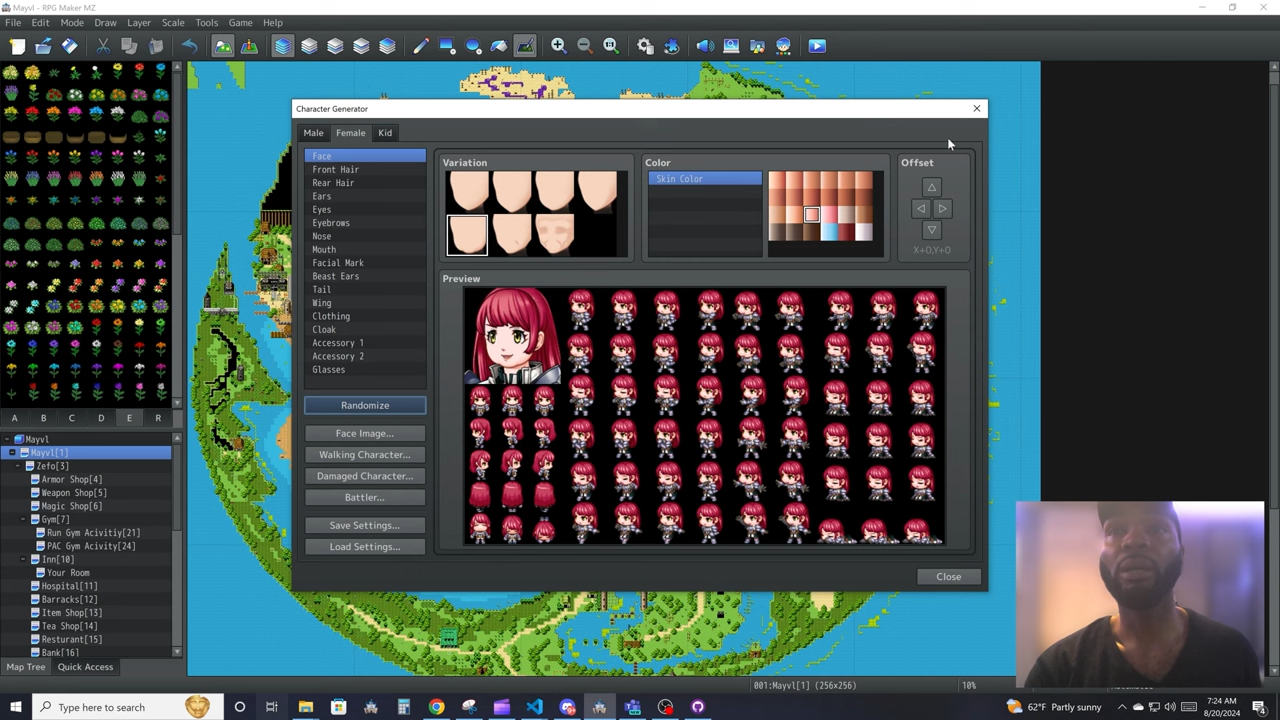 Mayvl - RPG Maker MZ
File Edit Mode Draw Layer Scale Tools Game Help
Character Generator
Male Female Kid
Face
Front Hair
Rear Hair
Ears
Eyes
Eyebrows
Nose
Mouth
Facial Mark
Beast Ears
Tail
Wing
Clothing
Cloak
Accessory 1
Accessory 2
Glasses
Randomize
Face Image...
Walking Character...
Damaged Character...
Battler...
Save Settings...
Load Settings...
Variation
Color
Skin Color
Offset
X+0,Y+0
Preview
Close
A B C D E R
Mayvl
Mayvl[1]
Zefo[3]
Armor Shop[4]
Weapon Shop[5]
Magic Shop[6]
Gym[7]
Run Gym Acivitiy[21]
PAC Gym Acivity[24]
Inn[10]
Your Room
Hospital[11]
Barracks[12]
Item Shop[13]
Tea Shop[14]
Resturant[15]
Bank[16]
Map Tree Quick Access
001:Mayvl[1] (256x256)
10%
Type here to search
62°F Partly sunny
7:24 AM
8/20/2024